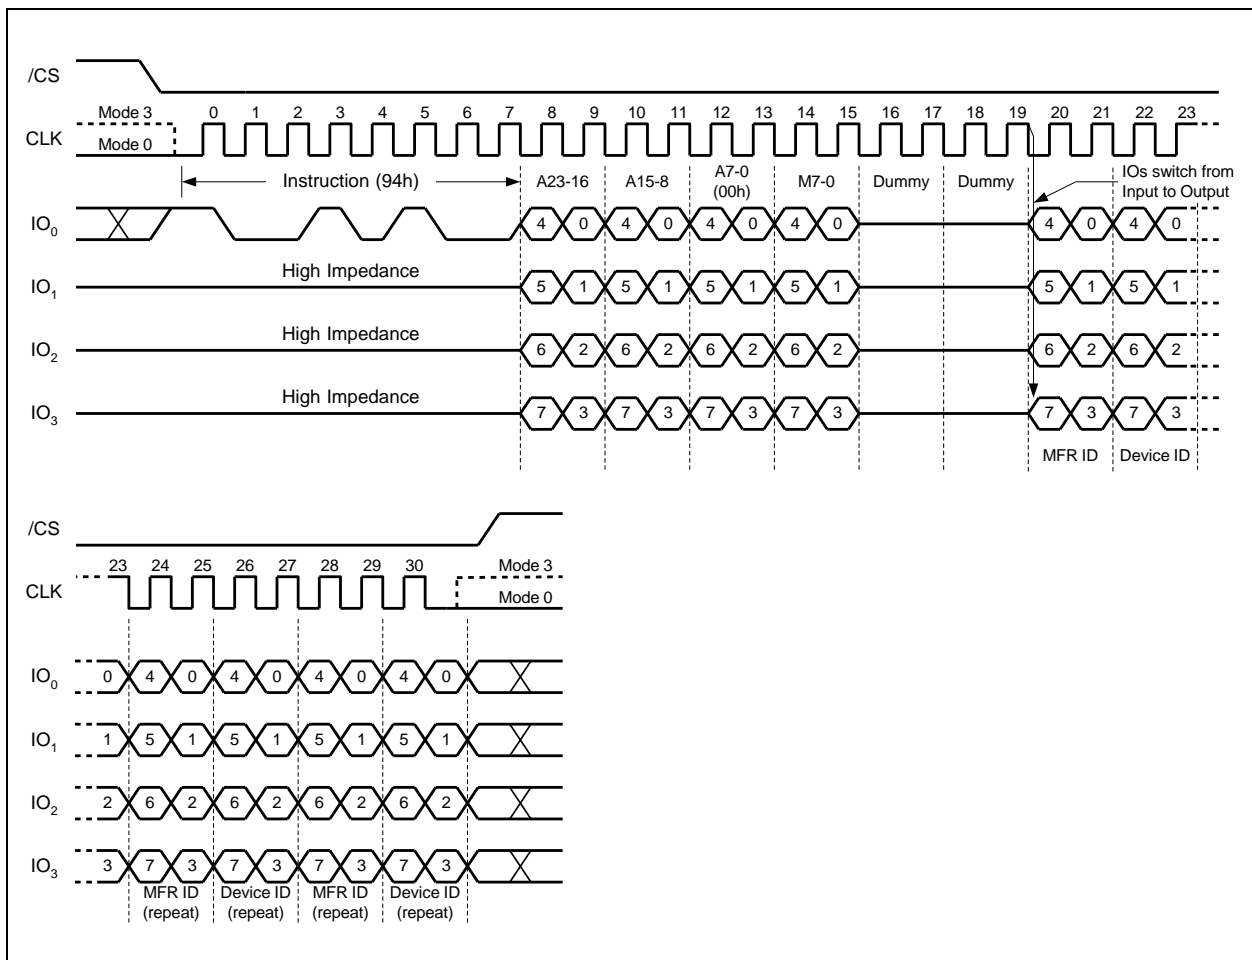 /CS
Mode 3 0 1 2 3 4 5 6 7 8 9 10 11 12 13 14 15 16 17 18 19 20 21 22 23
CLK
Mode 0
Instruction (94h) A23-16 A15-8 A7-0 (00h) M7-0 Dummy Dummy IOs switch from Input to Output
IO0 4 0 4 0 4 0 4 0 4 0 4 0
High Impedance
IO1 5 1 5 1 5 1 5 1 5 1 5 1
High Impedance
IO2 6 2 6 2 6 2 6 2 6 2 6 2
High Impedance
IO3 7 3 7 3 7 3 7 3 7 3 7 3
MFR ID Device ID
/CS
23 24 25 26 27 28 29 30 Mode 3
CLK
Mode 0
IO0 0 4 0 4 0 4 0 4 0
IO1 1 5 1 5 1 5 1 5 1
IO2 2 6 2 6 2 6 2 6 2
IO3 3 7 3 7 3 7 3 7 3
MFR ID Device ID MFR ID Device ID
(repeat) (repeat) (repeat) (repeat)